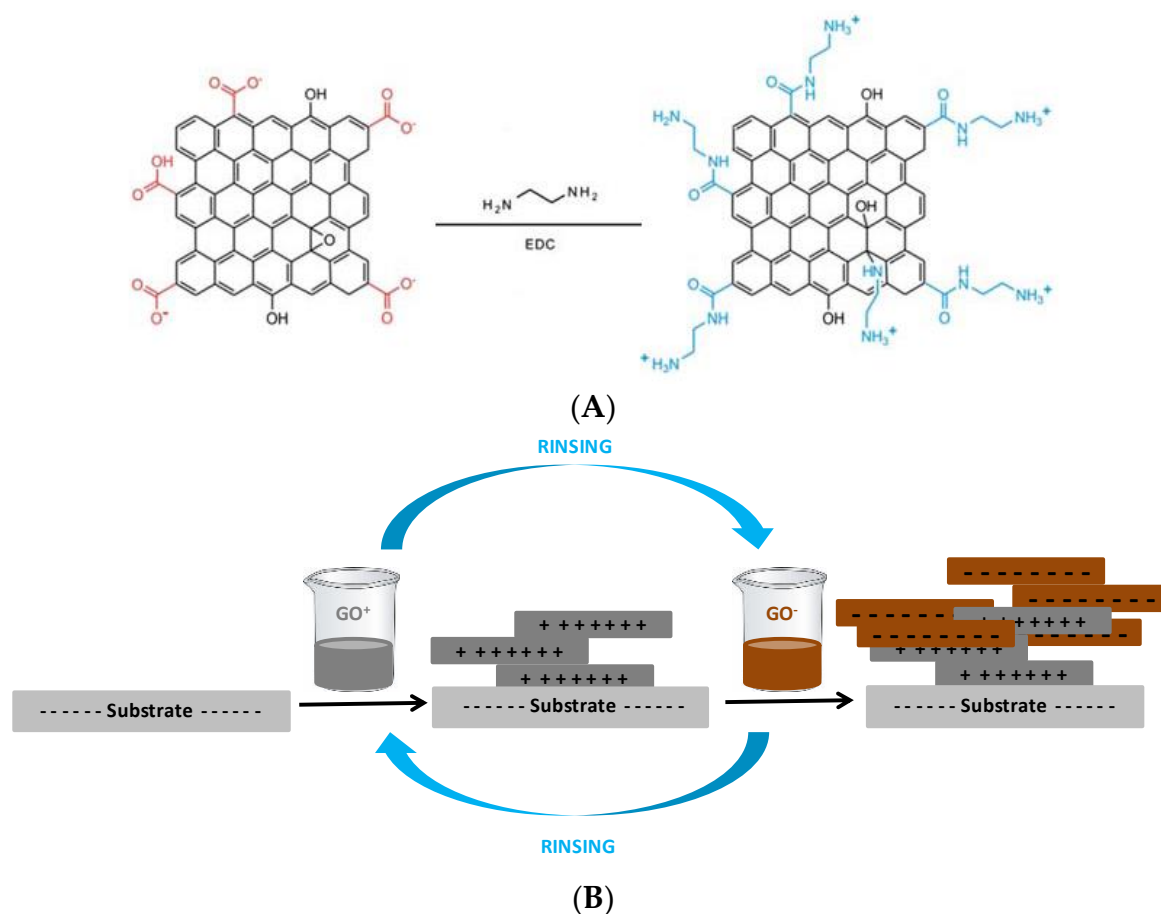 O
O-
OH
O
O-
OH
O
O
O
O-
O-
O
OH
H2N
NH2
EDC
NH3+
O
N
H
OH
O
N
H
NH3+
H2N
NH
O
OH
HN
O
NH
OH
NH3+
H
N
O
NH3+
+H3N
(A)
RINSING
GO+
GO-
+ + + + + + +
+ + + + + + +
+ + + + + + +
- - - - - - Substrate - - - - - -
- - - - - - Substrate - - - - - -
- - - - - - - -
- - - - - - - -
- - - - - - - -
+ + + + + + +
- - - - - - - -
+ + + + + + +
+ + + + + + +
- - - - - - Substrate - - - - - -
RINSING
(B)